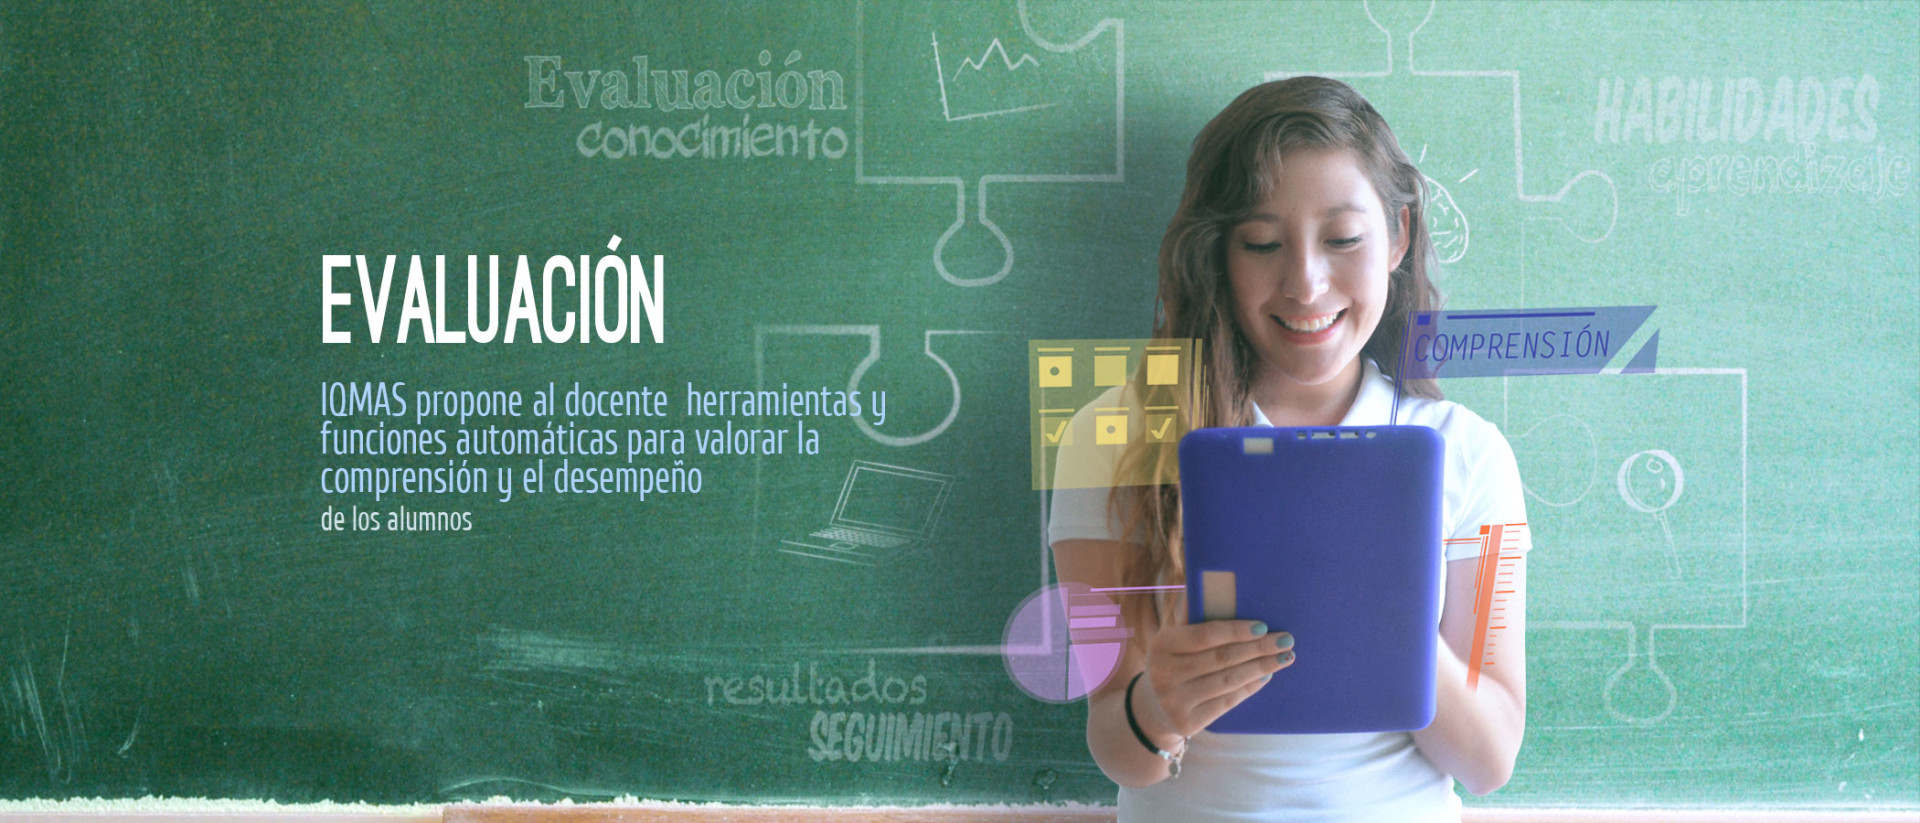 Evaluación
conocimiento
HABILIDADES
aprendizaje
EVALUACIÓN
IQMAS propone al docente herramientas y
funciones automáticas para valorar la
comprensión y el desempeño
de los alumnos
COMPRENSIÓN
resultados
SEGUIMIENTO